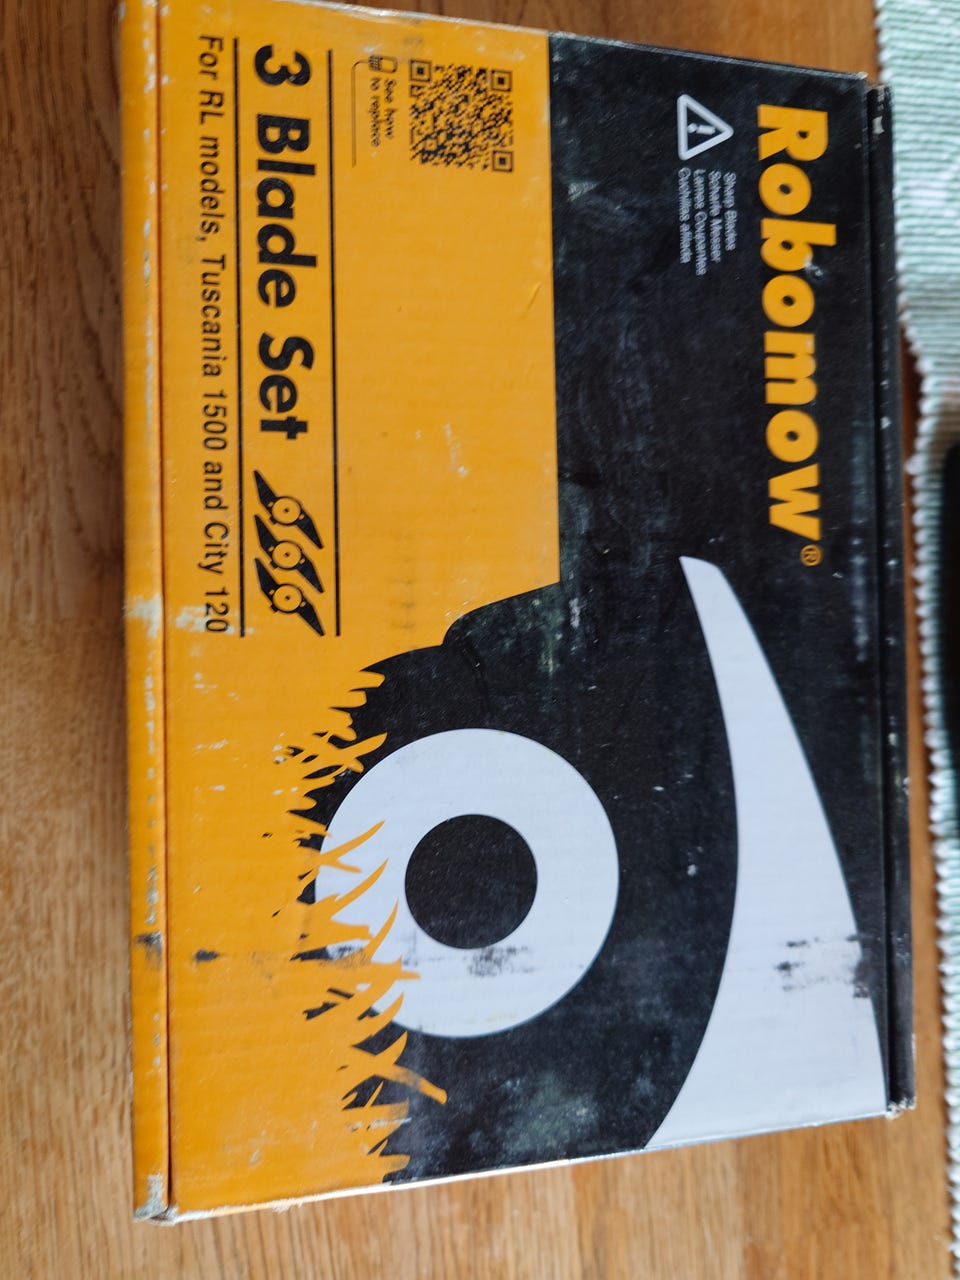 Robomow®
Sharp Blades
Scharfe Messer
Lames Coupantes
Cuchillas afilada
See how
to replace
3 Blade Set
For RL models, Tuscania 1500 and City 120